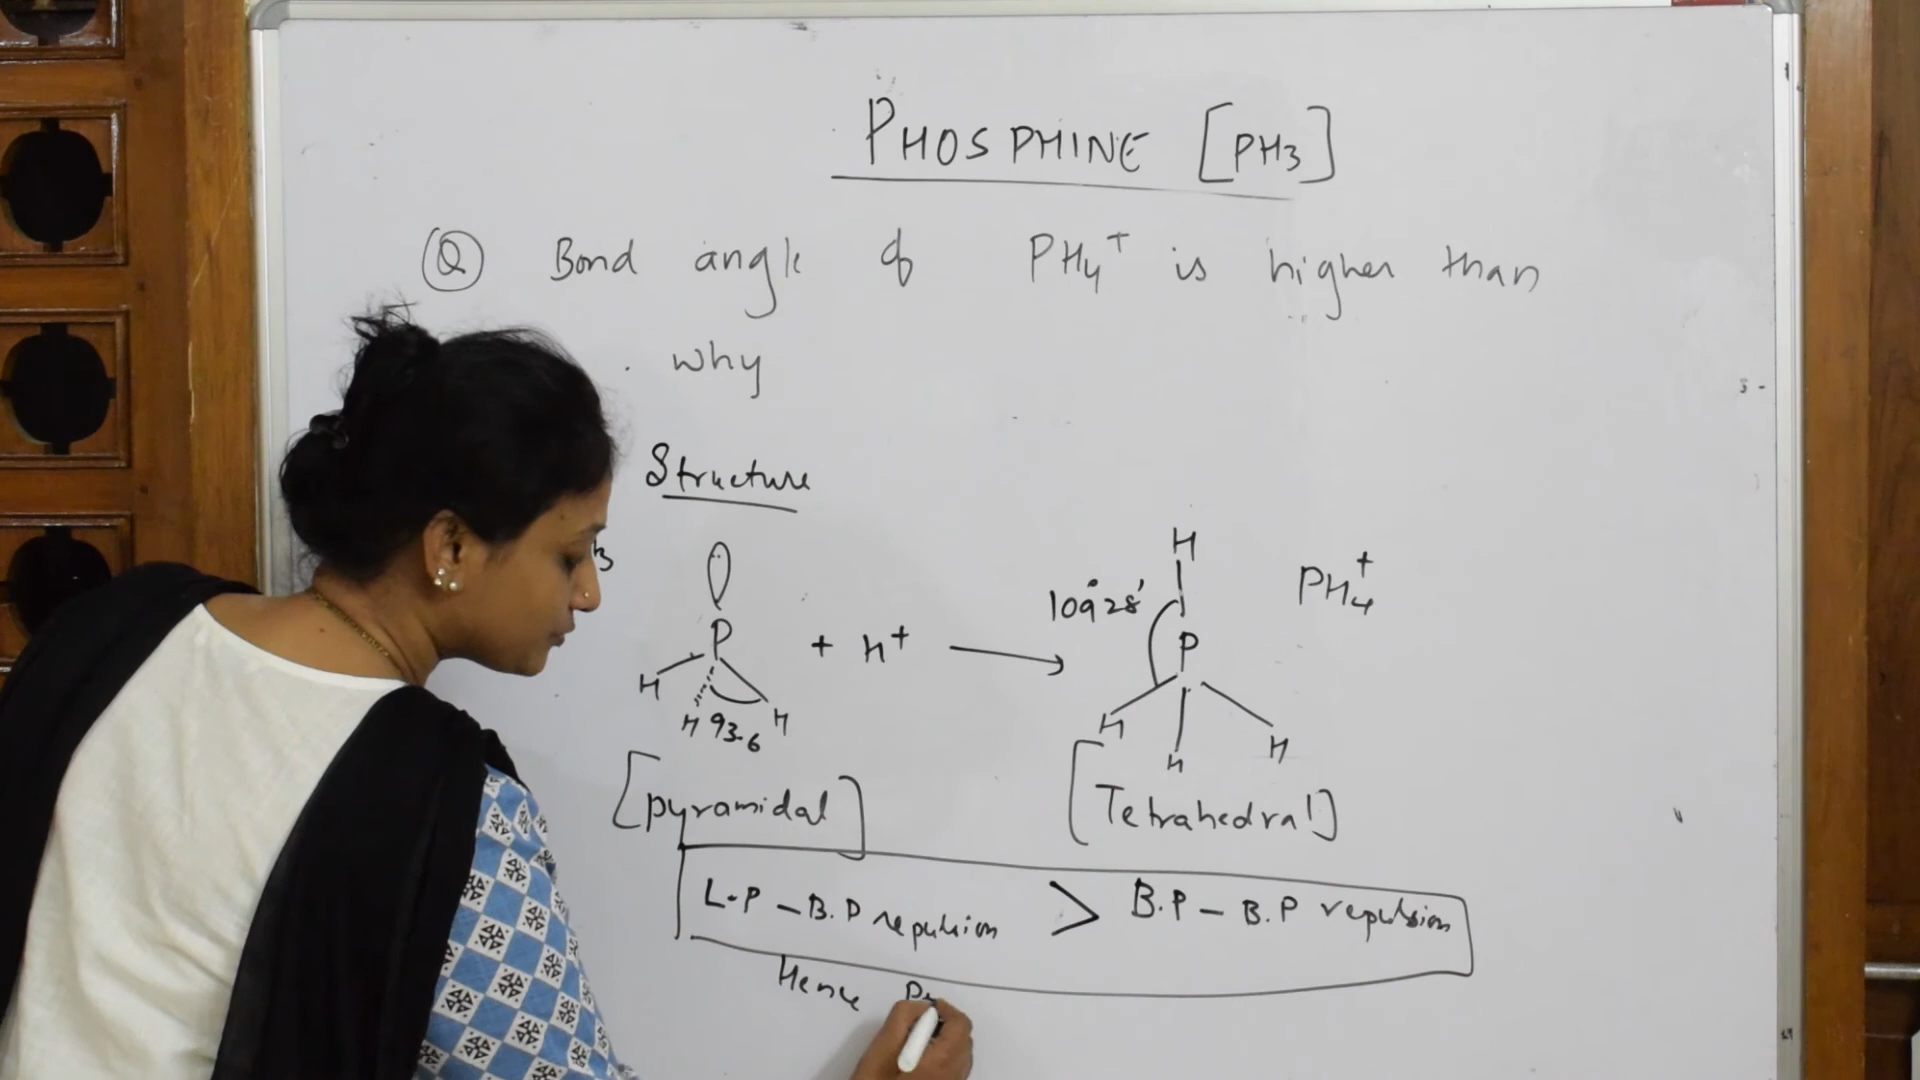 PHOSPHINE [PH3]
Q Bond angle of PH4+ is higher than
why
Structure
3
H
109°28'
PH4+
P + H+ ⟶ P
H H H
93.6
H H H
[pyramidal] [Tetrahedral]
L.P - B.P repulsion > B.P - B.P repulsion
Hence